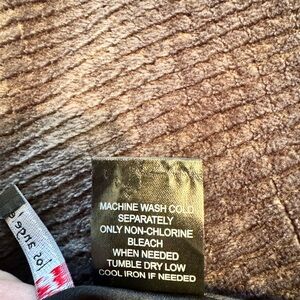 MACHINE WASH COLD
SEPARATELY
ONLY NON-CHLORINE
BLEACH
WHEN NEEDED
TUMBLE DRY LOW
COOL IRON IF NEEDED